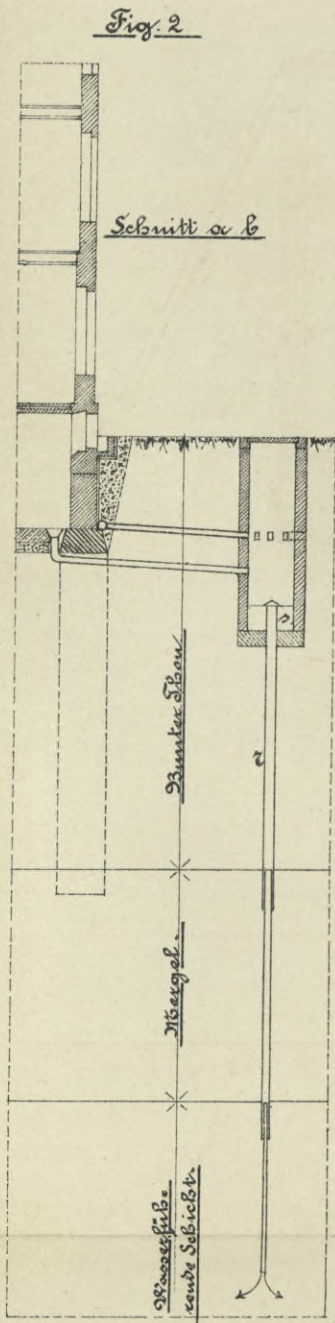 Fig. 2
Schnitt a b
s
r
Bunter Thon
Mergel.
Wasserfüh-
rende Schicht.